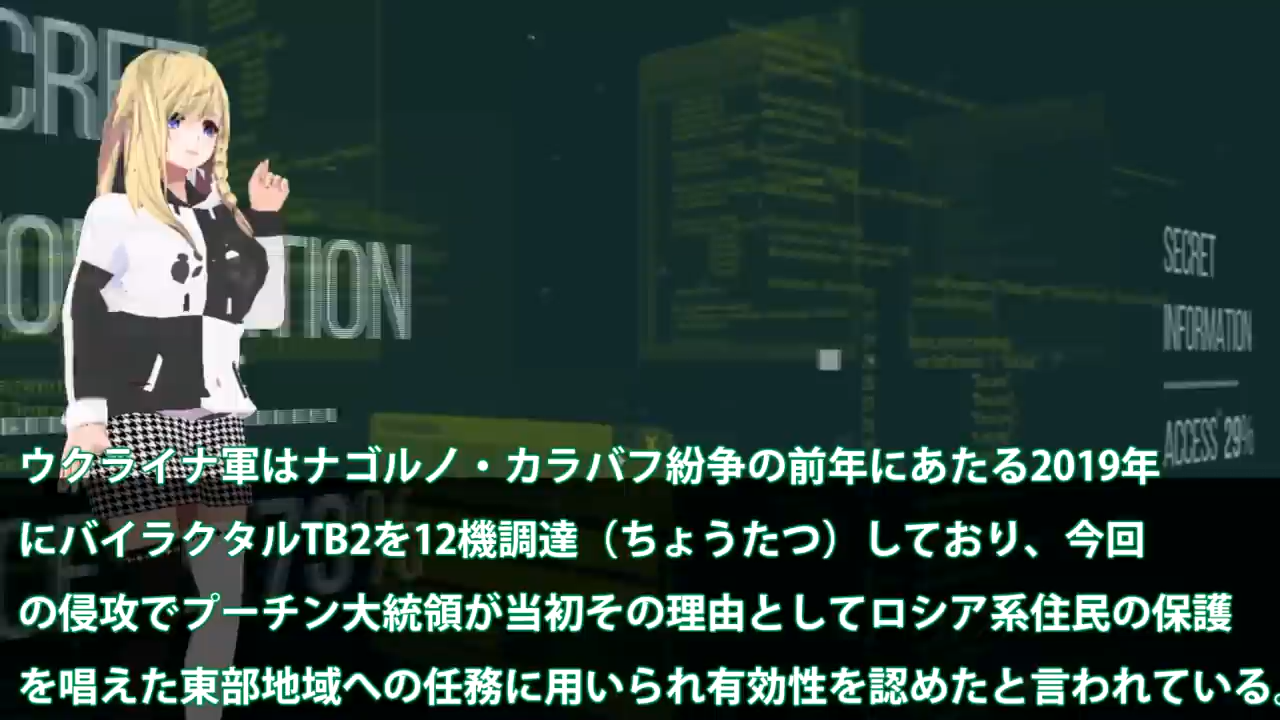 SECRET
INFORMATION
ACCESS 29%
73%
ウクライナ軍はナゴルノ・カラバフ紛争の前年にあたる2019年
にバイラクタルTB2を12機調達（ちょうたつ）しており、今回
の侵攻でプーチン大統領が当初その理由としてロシア系住民の保護
を唱えた東部地域への任務に用いられ有効性を認めたと言われている。